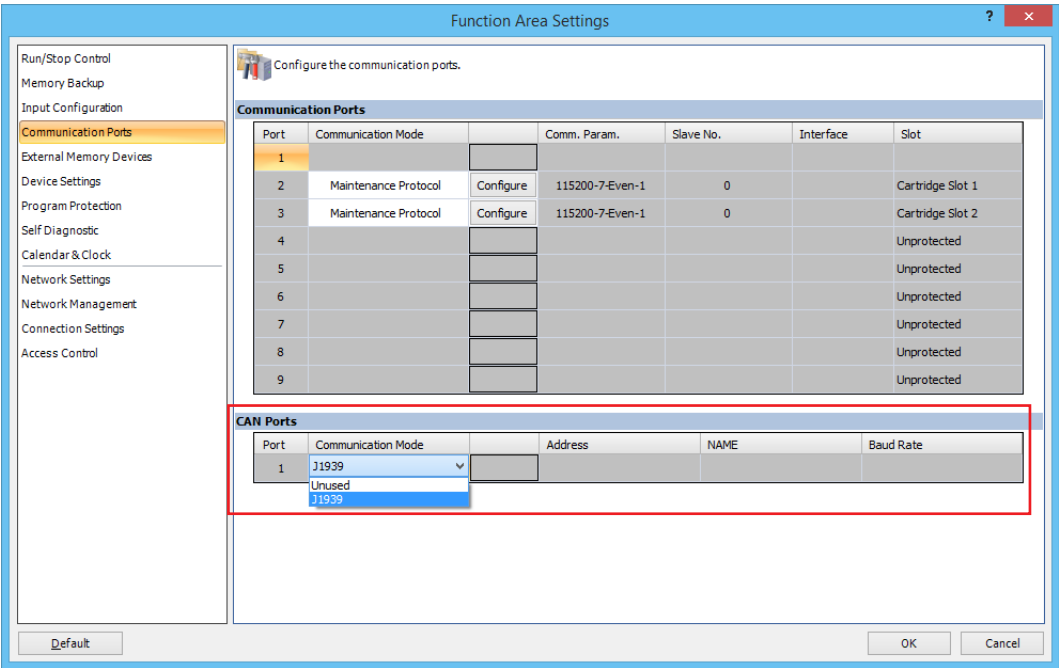 Function Area Settings
?
×
Run/Stop Control
Memory Backup
Input Configuration
Communication Ports
External Memory Devices
Device Settings
Program Protection
Self Diagnostic
Calendar & Clock
Network Settings
Network Management
Connection Settings
Access Control
Configure the communication ports.
Communication Ports
Port Communication Mode Comm. Param. Slave No. Interface Slot
1
2 Maintenance Protocol Configure 115200-7-Even-1 0 Cartridge Slot 1
3 Maintenance Protocol Configure 115200-7-Even-1 0 Cartridge Slot 2
4 Unprotected
5 Unprotected
6 Unprotected
7 Unprotected
8 Unprotected
9 Unprotected
CAN Ports
Port Communication Mode Address NAME Baud Rate
1 J1939
Unused
J1939
Default
OK
Cancel